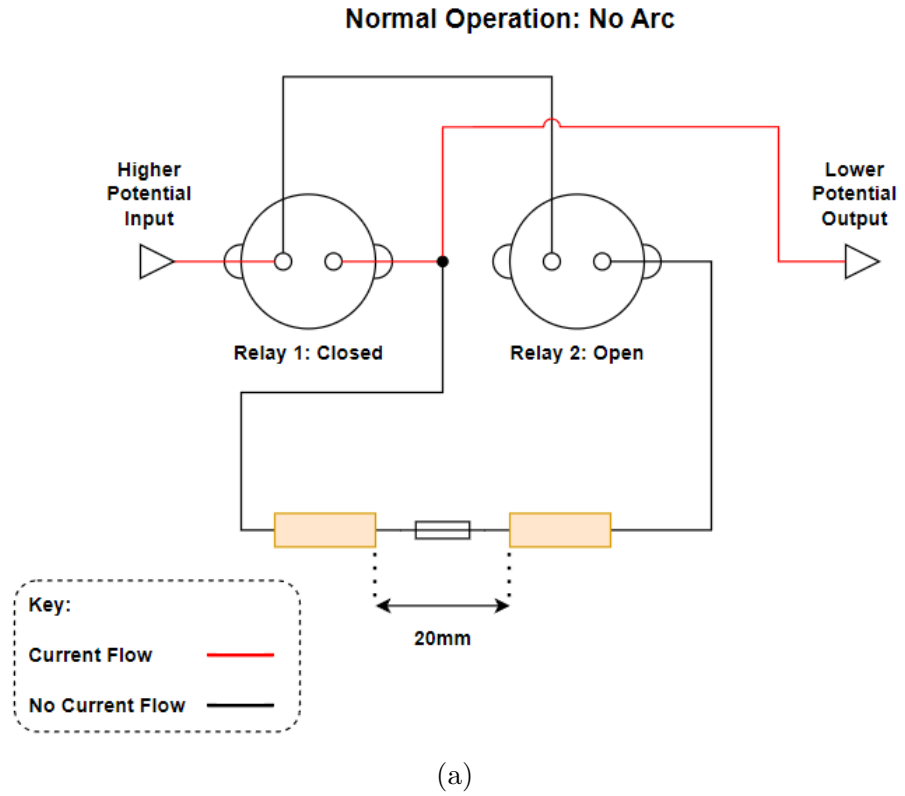 Normal Operation: No Arc
Higher
Potential
Input
Lower
Potential
Output
Relay 1: Closed
Relay 2: Open
20mm
Key:
Current Flow
No Current Flow
(a)